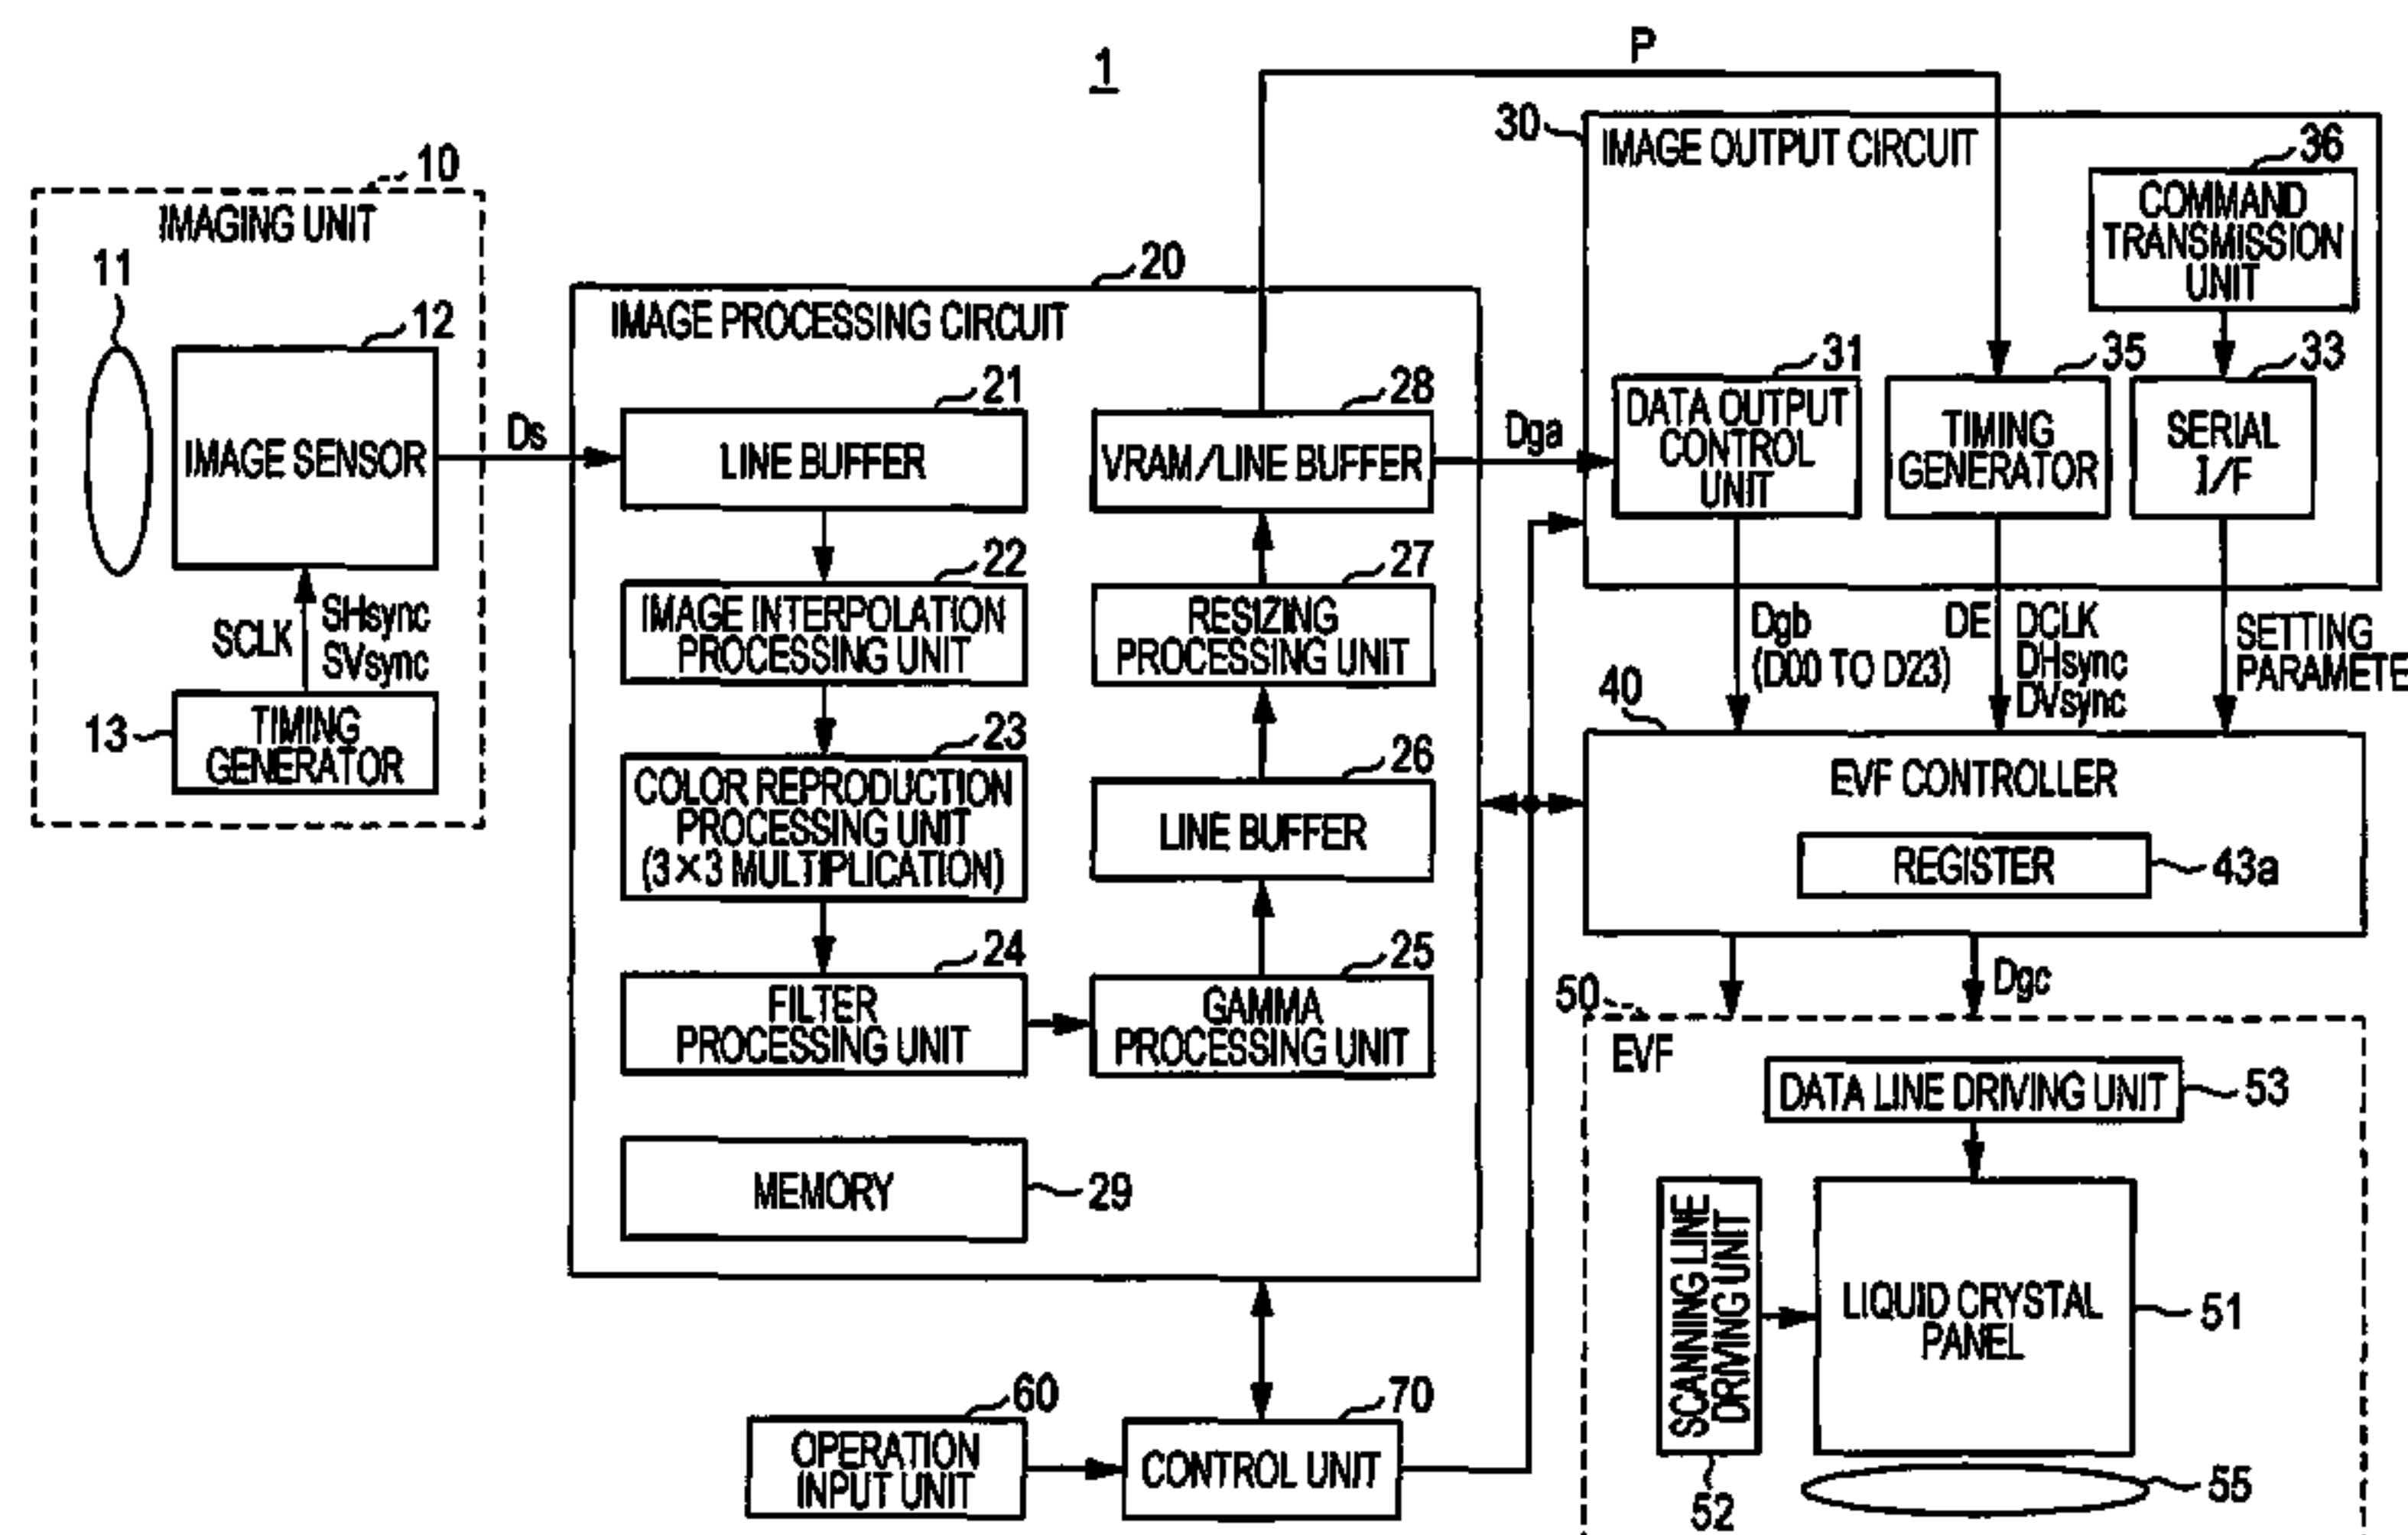 1
P
10
IMAGING UNIT
11
12
IMAGE SENSOR
SCLK
SHsync
SVsync
13
TIMING
GENERATOR
Ds
20
IMAGE PROCESSING CIRCUIT
21
LINE BUFFER
22
IMAGE INTERPOLATION
PROCESSING UNIT
23
COLOR REPRODUCTION
PROCESSING UNIT
(3×3 MULTIPLICATION)
24
FILTER
PROCESSING UNIT
25
GAMMA
PROCESSING UNIT
26
LINE BUFFER
27
RESIZING
PROCESSING UNIT
28
VRAM/LINE BUFFER
MEMORY
29
Dga
30
IMAGE OUTPUT CIRCUIT
36
COMMAND
TRANSMISSION
UNIT
31
DATA OUTPUT
CONTROL
UNIT
35
TIMING
GENERATOR
33
SERIAL
I/F
Dgb
(D00 TO D23)
DE
DCLK
DHsync
DVsync
SETTING
PARAMETE
40
EVF CONTROLLER
REGISTER
43a
Dgc
50
EVF
DATA LINE DRIVING UNIT
53
SCANNING LINE
DRIVING UNIT
52
LIQUID CRYSTAL
PANEL
51
55
60
OPERATION
INPUT UNIT
70
CONTROL UNIT